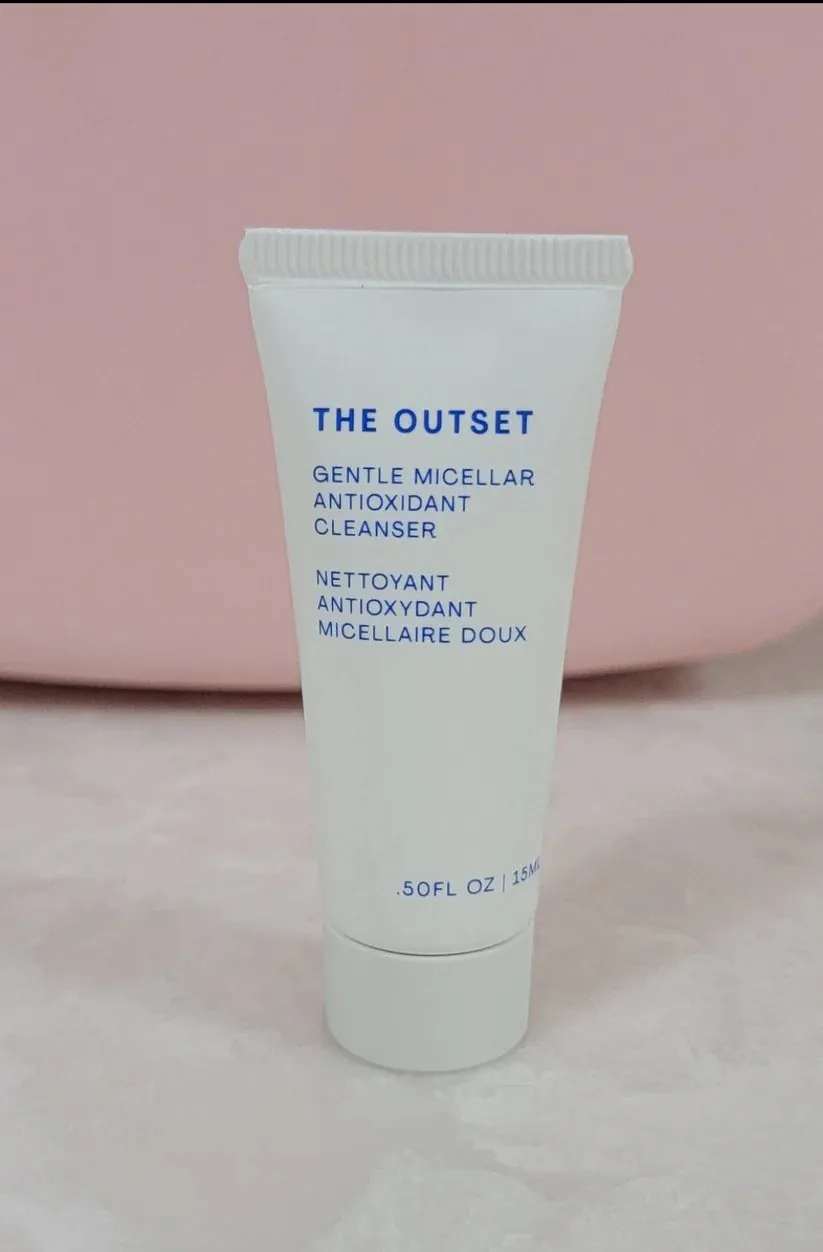 THE OUTSET
GENTLE MICELLAR
ANTIOXIDANT
CLEANSER
NETTOYANT
ANTIOXYDANT
MICELLAIRE DOUX
.50FL OZ | 15ML